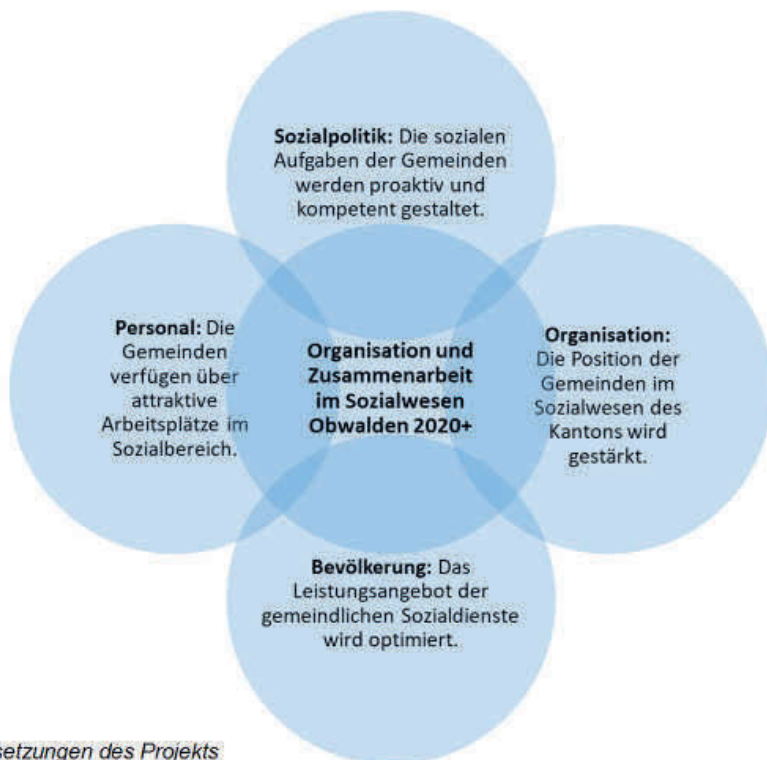 Sozialpolitik: Die sozialen
Aufgaben der Gemeinden
werden proaktiv und
kompetent gestaltet.
Personal: Die
Gemeinden
verfügen über
attraktive
Arbeitsplätze im
Sozialbereich.
Organisation und
Zusammenarbeit
im Sozialwesen
Obwalden 2020+
Organisation:
Die Position der
Gemeinden im
Sozialwesen des
Kantons wird
gestärkt.
Bevölkerung: Das
Leistungsangebot der
gemeindlichen Sozialdienste
wird optimiert.
setzungen des Projekts